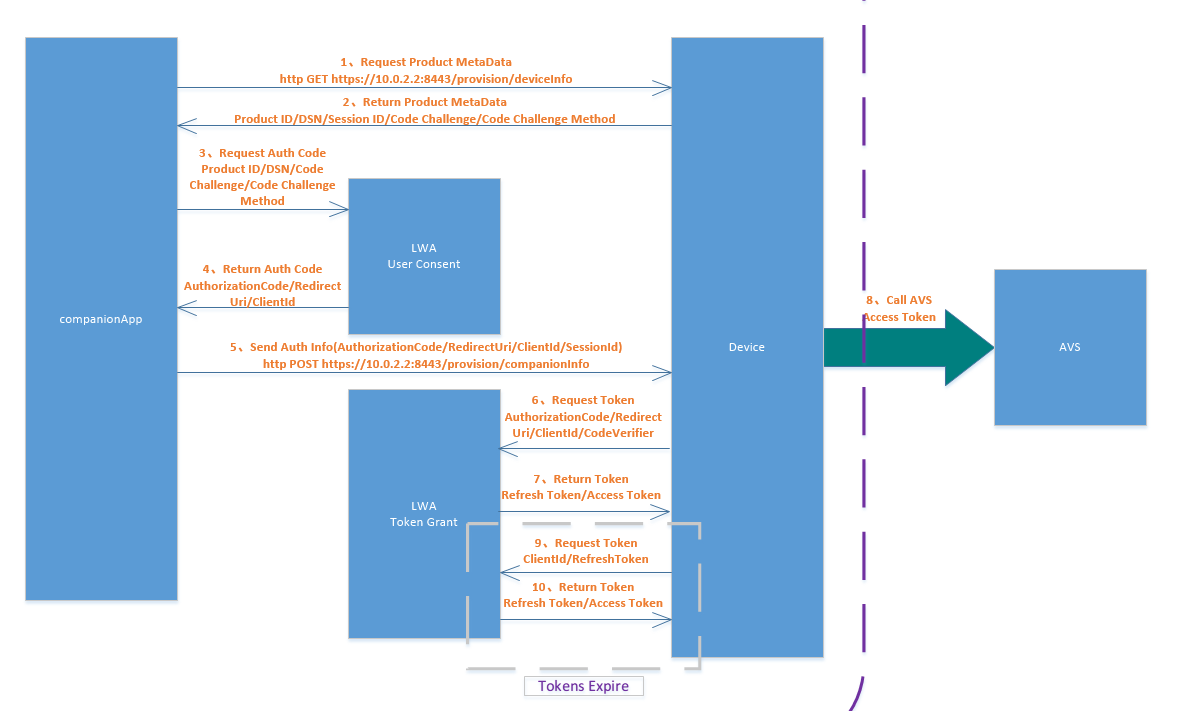 1、Request Product MetaData
http GET https://10.0.2.2:8443/provision/deviceInfo
2、Return Product MetaData
Product ID/DSN/Session ID/Code Challenge/Code Challenge Method
3、Request Auth Code
Product ID/DSN/Code
Challenge/Code Challenge
Method
LWA
User Consent
4、Return Auth Code
AuthorizationCode/Redirect
Uri/ClientId
companionApp
5、Send Auth Info(AuthorizationCode/RedirectUri/ClientId/SessionId)
http POST https://10.0.2.2:8443/provision/companionInfo
Device
8、Call AVS
Access Token
AVS
6、Request Token
AuthorizationCode/Redirect
Uri/ClientId/CodeVerifier
7、Return Token
Refresh Token/Access Token
LWA
Token Grant
9、Request Token
ClientId/RefreshToken
10、Return Token
Refresh Token/Access Token
Tokens Expire